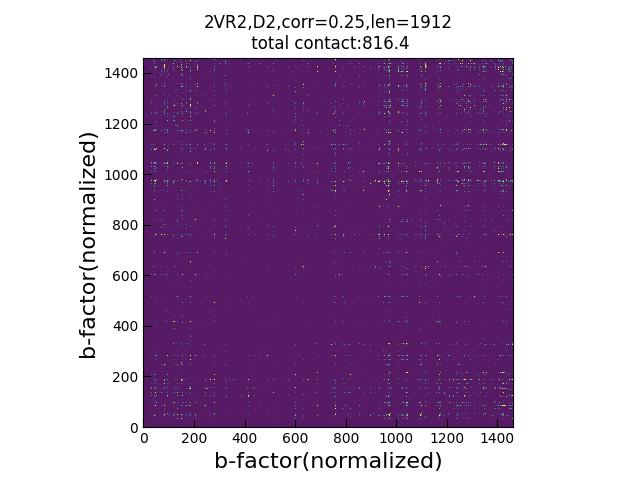 2VR2,D2,corr=0.25,len=1912
total contact:816.4
1400
1200
1000
800
600
400
200
0
b-factor(normalized)
0 200 400 600 800 1000 1200 1400
b-factor(normalized)